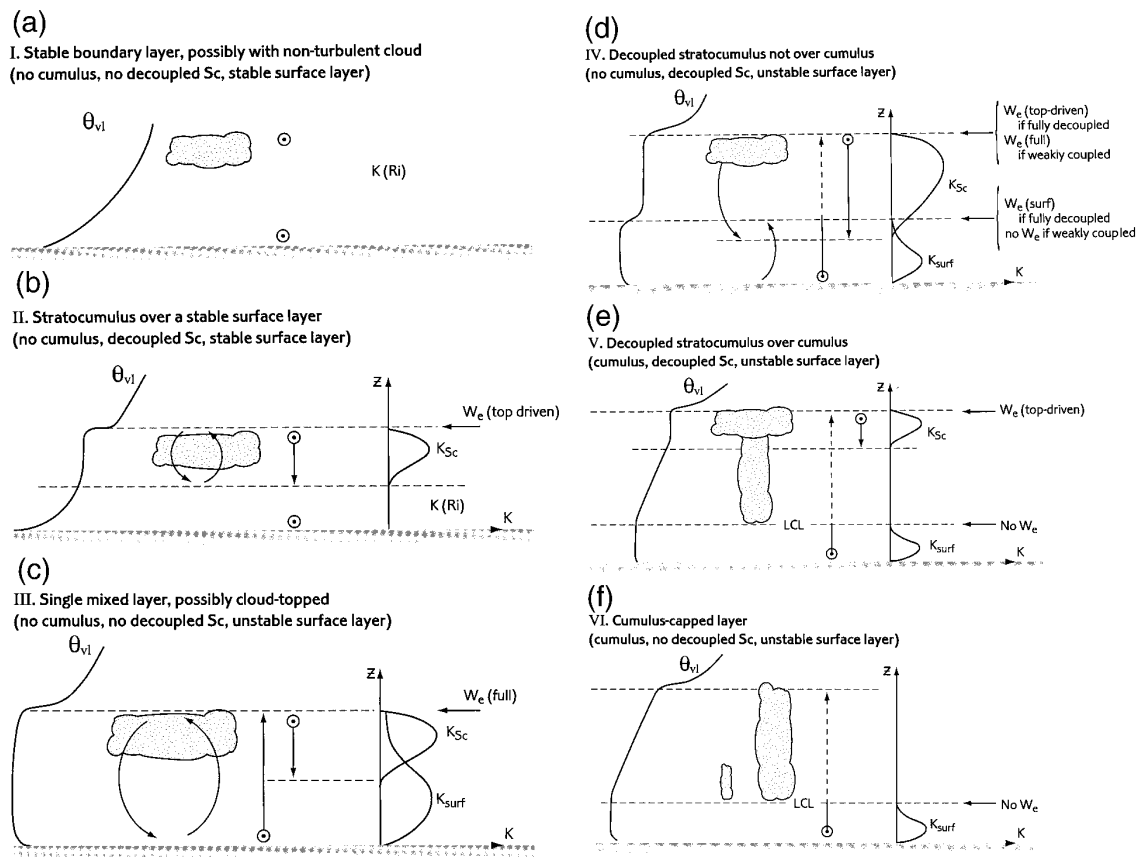 (a)
I. Stable boundary layer, possibly with non-turbulent cloud
(no cumulus, no decoupled Sc, stable surface layer)
θvl
K (Ri)
(b)
II. Stratocumulus over a stable surface layer
(no cumulus, decoupled Sc, stable surface layer)
θvl
z
We (top driven)
KSc
K (Ri)
K
(c)
III. Single mixed layer, possibly cloud-topped
(no cumulus, no decoupled Sc, unstable surface layer)
θvl
z
We (full)
KSc
Ksurf
K
(d)
IV. Decoupled stratocumulus not over cumulus
(no cumulus, decoupled Sc, unstable surface layer)
θvl
z
We (top-driven)
if fully decoupled
We (full)
if weakly coupled
KSc
We (surf)
if fully decoupled
no We if weakly coupled
Ksurf
K
(e)
V. Decoupled stratocumulus over cumulus
(cumulus, decoupled Sc, unstable surface layer)
θvl
z
We (top-driven)
KSc
LCL
No We
Ksurf
K
(f)
VI. Cumulus-capped layer
(cumulus, no decoupled Sc, unstable surface layer)
θvl
z
LCL
No We
Ksurf
K